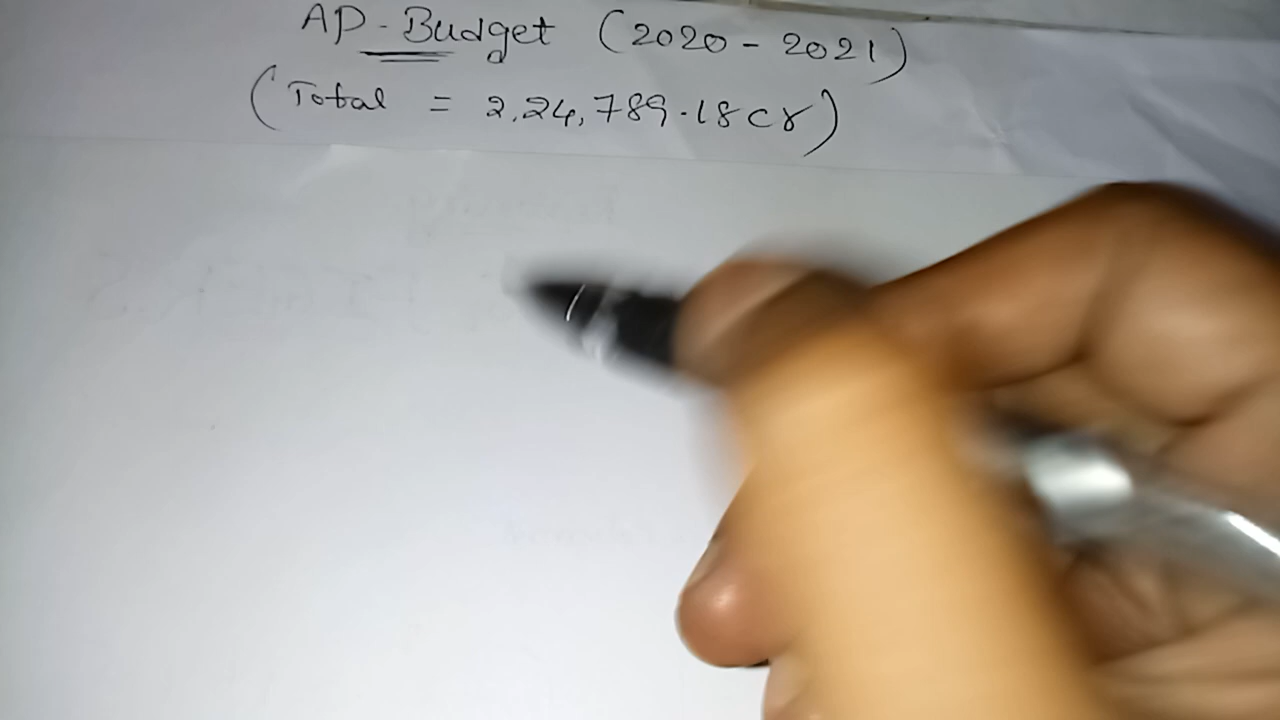 AP-Budget (2020-2021)
(Total = 2,24,789.18cr)